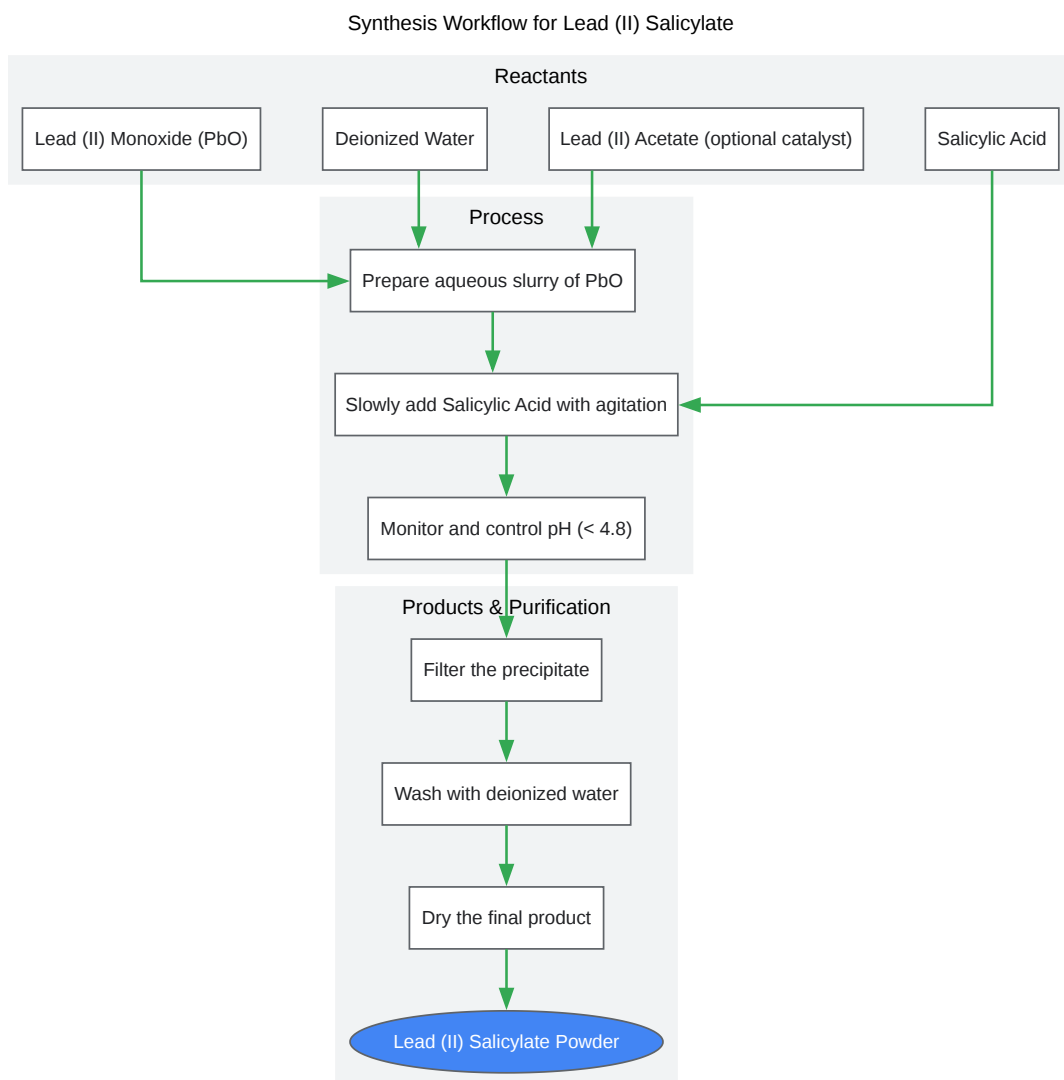 Synthesis Workflow for Lead (II) Salicylate
Reactants
Lead (II) Monoxide (PbO)
Deionized Water
Lead (II) Acetate (optional catalyst)
Salicylic Acid
Process
Prepare aqueous slurry of PbO
Slowly add Salicylic Acid with agitation
Monitor and control pH (< 4.8)
Products & Purification
Filter the precipitate
Wash with deionized water
Dry the final product
Lead (II) Salicylate Powder